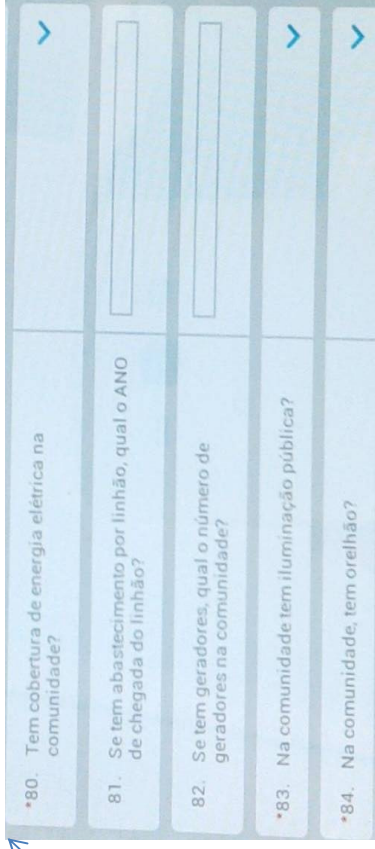 *80. Tem cobertura de energia elétrica na
comunidade?
81. Se tem abastecimento por linhão, qual o ANO
de chegada do linhão?
82. Se tem geradores, qual o número de
geradores na comunidade?
*83. Na comunidade tem iluminação pública?
*84. Na comunidade, tem orelhão?